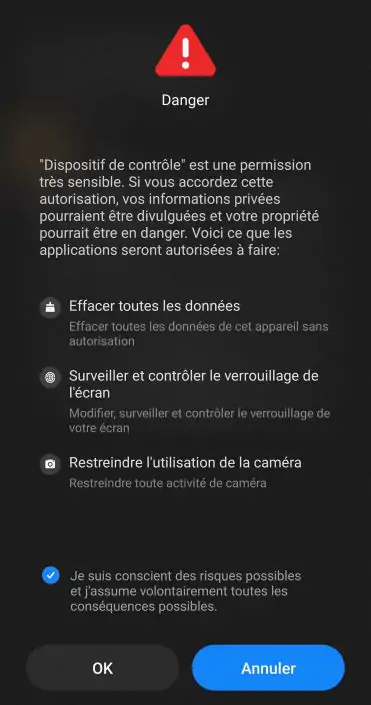 Danger
"Dispositif de contrôle" est une permission
très sensible. Si vous accordez cette
autorisation, vos informations privées
pourraient être divulguées et votre propriété
pourrait être en danger. Voici ce que les
applications seront autorisées à faire:
Effacer toutes les données
Effacer toutes les données de cet appareil sans
autorisation
Surveiller et contrôler le verrouillage de
l'écran
Modifier, surveiller et contrôler le verrouillage de
votre écran
Restreindre l'utilisation de la caméra
Restreindre toute activité de caméra
Je suis conscient des risques possibles
et j'assume volontairement toutes les
conséquences possibles.
OK
Annuler